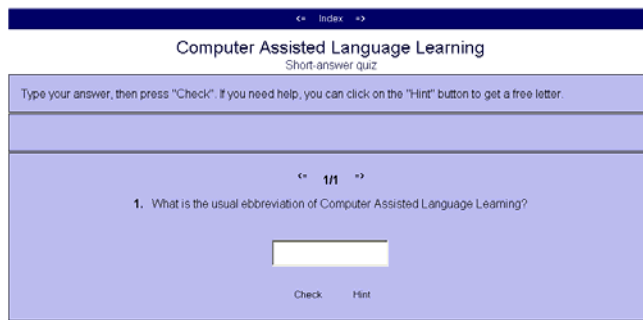 <= Index =>
Computer Assisted Language Learning
Short-answer quiz
Type your answer, then press "Check". If you need help, you can click on the "Hint" button to get a free letter.
<= 1/1 =>
1. What is the usual ebbreviation of Computer Assisted Language Learning?
Check Hint